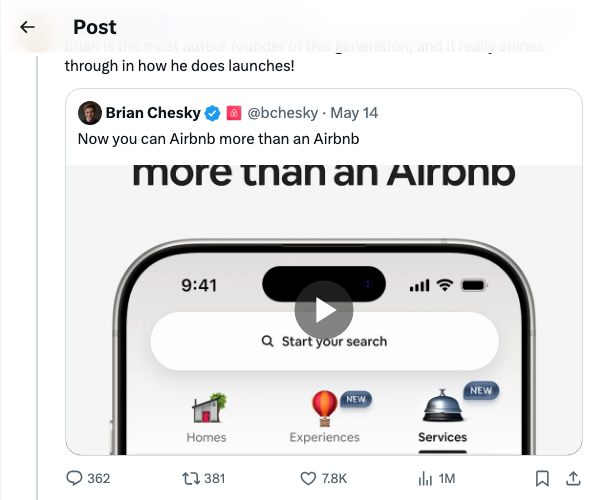 Post
brian is the most auteur founder of this generation, and it really shines
through in how he does launches!
Brian Chesky @bchesky · May 14
Now you can Airbnb more than an Airbnb
more than an Airbnb
9:41
Start your search
NEW
NEW
Homes
Experiences
Services
362
381
7.8K
1M